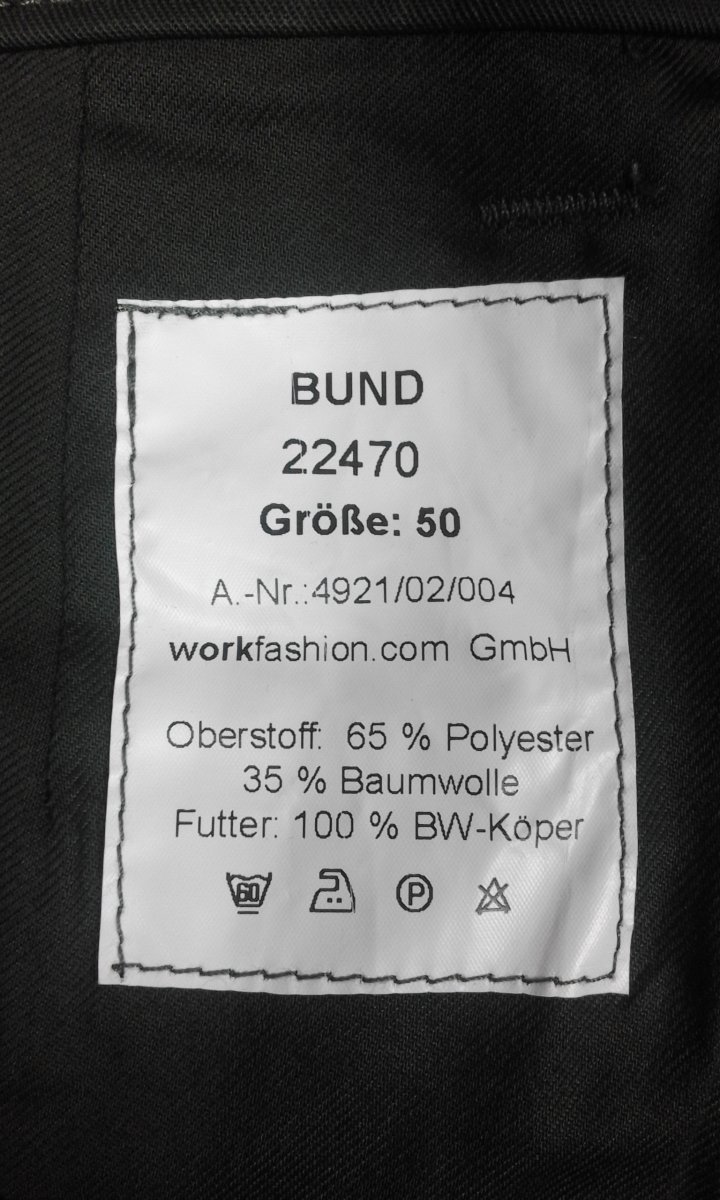 BUND
22470
Größe: 50
A.-Nr.:4921/02/004
workfashion.com GmbH
Oberstoff: 65 % Polyester
35 % Baumwolle
Futter: 100 % BW-Köper
60 P